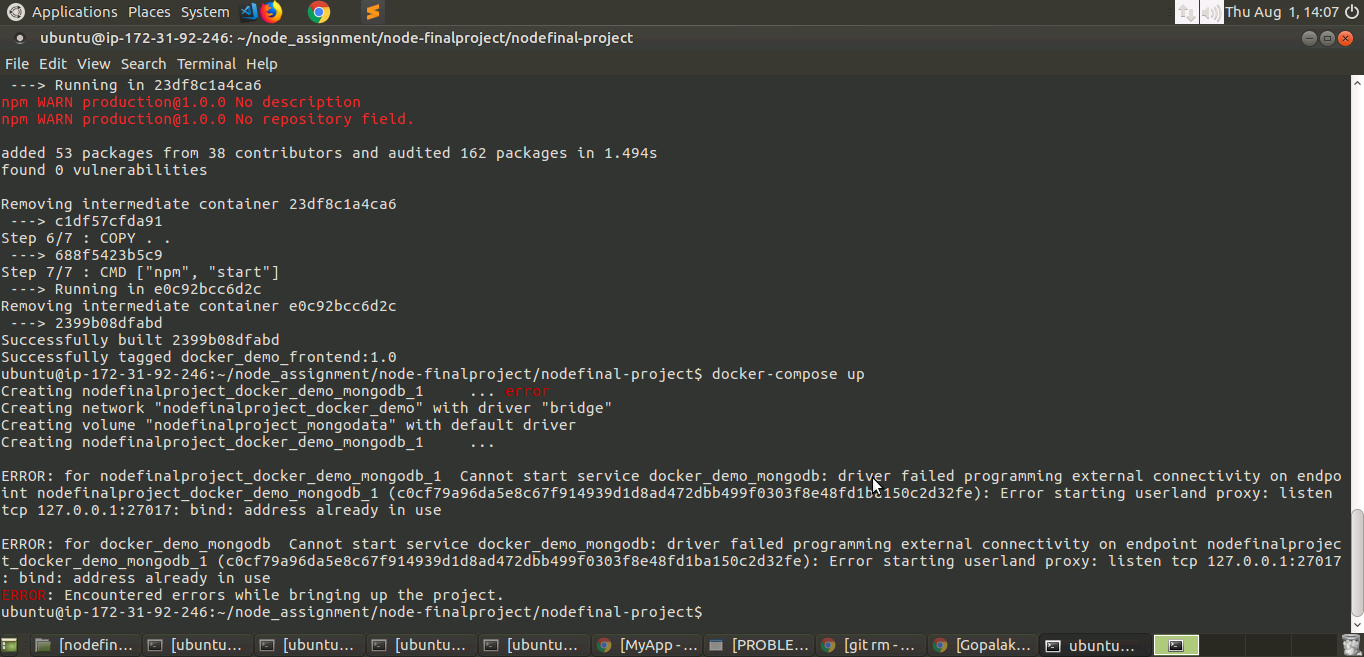 Applications Places System Thu Aug 1, 14:07
ubuntu@ip-172-31-92-246: ~/node_assignment/node-finalproject/nodefinal-project
File Edit View Search Terminal Help
 ---> Running in 23df8c1a4ca6
npm WARN production@1.0.0 No description
npm WARN production@1.0.0 No repository field.
added 53 packages from 38 contributors and audited 162 packages in 1.494s
found 0 vulnerabilities
Removing intermediate container 23df8c1a4ca6
 ---> c1df57cfda91
Step 6/7 : COPY . .
 ---> 688f5423b5c9
Step 7/7 : CMD ["npm", "start"]
 ---> Running in e0c92bcc6d2c
Removing intermediate container e0c92bcc6d2c
 ---> 2399b08dfabd
Successfully built 2399b08dfabd
Successfully tagged docker_demo_frontend:1.0
ubuntu@ip-172-31-92-246:~/node_assignment/node-finalproject/nodefinal-project$ docker-compose up
Creating nodefinalproject_docker_demo_mongodb_1     ... error
Creating network "nodefinalproject_docker_demo" with driver "bridge"
Creating volume "nodefinalproject_mongodata" with default driver
Creating nodefinalproject_docker_demo_mongodb_1     ...
ERROR: for nodefinalproject_docker_demo_mongodb_1  Cannot start service docker_demo_mongodb: driver failed programming external connectivity on endpo
int nodefinalproject_docker_demo_mongodb_1 (c0cf79a96da5e8c67f914939d1d8ad472dbb499f0303f8e48fd1ba150c2d32fe): Error starting userland proxy: listen
tcp 127.0.0.1:27017: bind: address already in use
ERROR: for docker_demo_mongodb  Cannot start service docker_demo_mongodb: driver failed programming external connectivity on endpoint nodefinalprojec
t_docker_demo_mongodb_1 (c0cf79a96da5e8c67f914939d1d8ad472dbb499f0303f8e48fd1ba150c2d32fe): Error starting userland proxy: listen tcp 127.0.0.1:27017
: bind: address already in use
ERROR: Encountered errors while bringing up the project.
ubuntu@ip-172-31-92-246:~/node_assignment/node-finalproject/nodefinal-project$
[nodefin... [ubuntu... [ubuntu... [ubuntu... [ubuntu... [MyApp -... [PROBLE... [git rm -... [Gopalak... ubuntu...